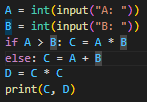 A = int(input("A: "))
B = int(input("B: "))
if A > B: C = A * B
else: C = A + B
D = C * C
print(C, D)